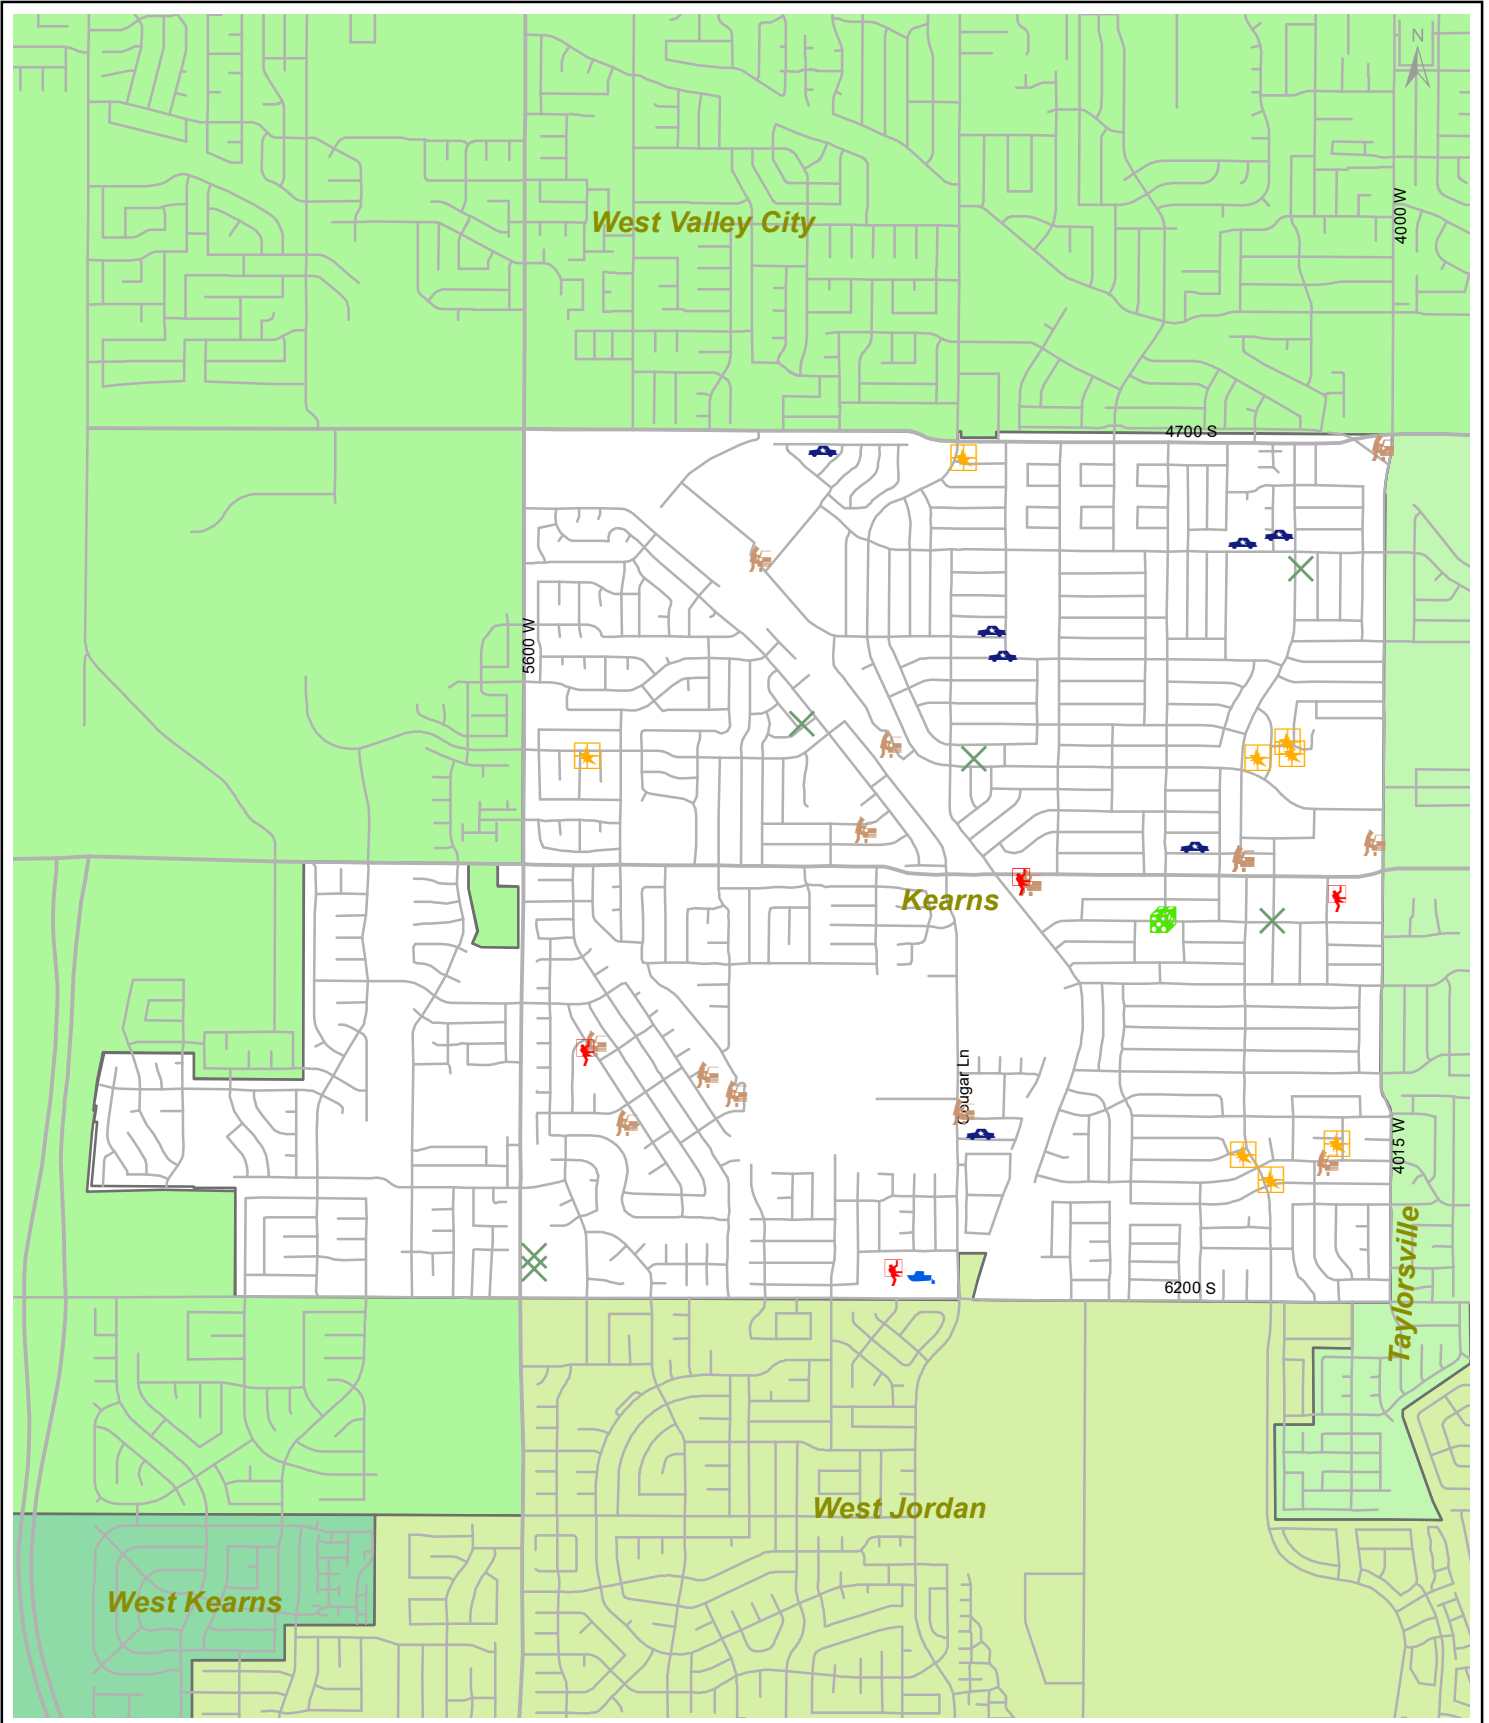 N
4000 W
West Valley City
4700 S
5600 W
Kearns
Cougar Ln
4015 W
Taylorsville
6200 S
West Jordan
West Kearns